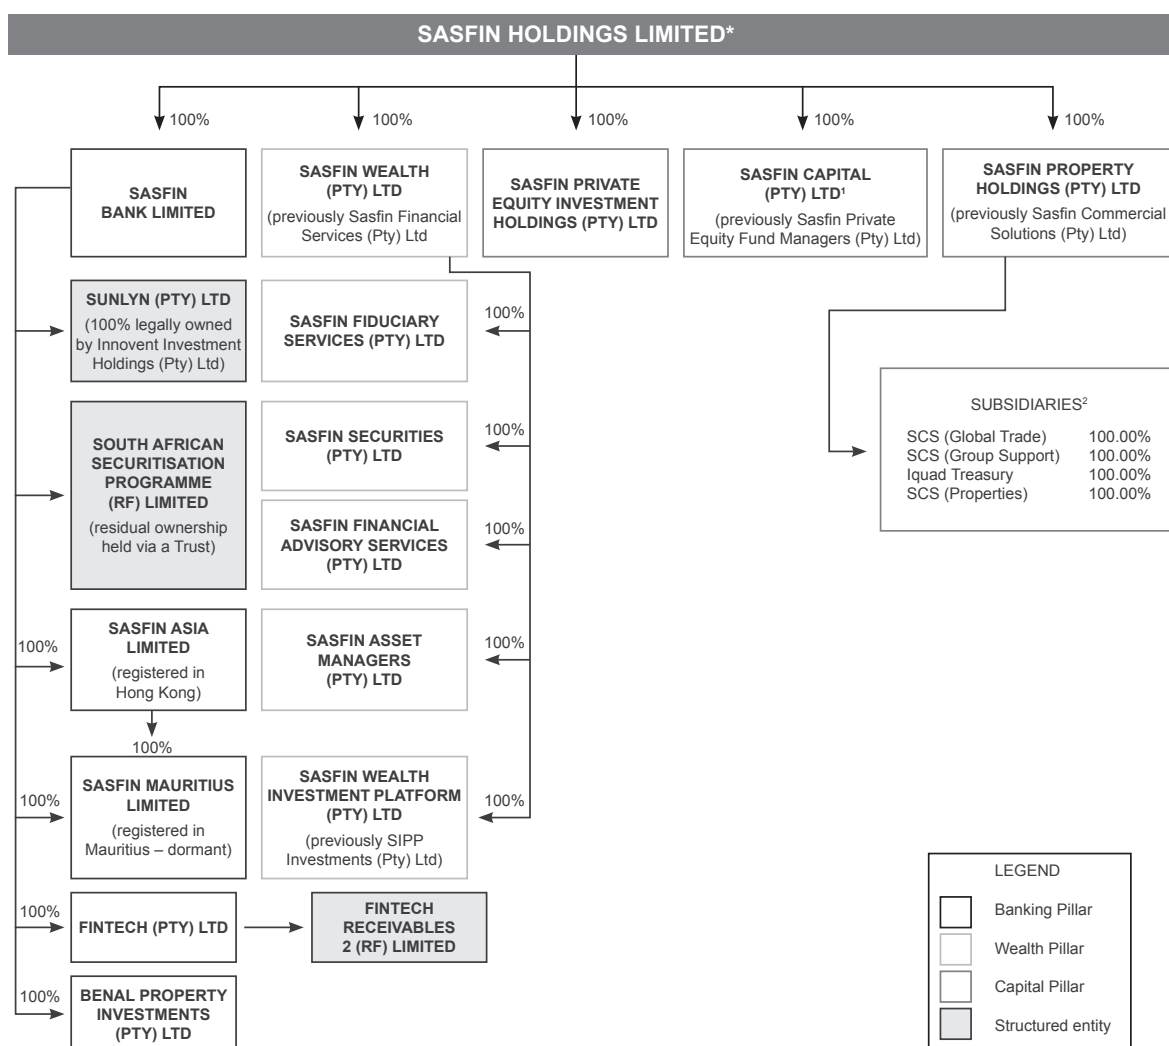 SASFIN HOLDINGS LIMITED*
100%
100%
100%
100%
100%
SASFIN
BANK LIMITED
SASFIN WEALTH
(PTY) LTD
(previously Sasfin Financial
Services (Pty) Ltd
SASFIN PRIVATE
EQUITY INVESTMENT
HOLDINGS (PTY) LTD
SASFIN CAPITAL
(PTY) LTD¹
(previously Sasfin Private
Equity Fund Managers (Pty) Ltd)
SASFIN PROPERTY
HOLDINGS (PTY) LTD
(previously Sasfin Commercial
Solutions (Pty) Ltd)
SUNLYN (PTY) LTD
(100% legally owned
by Innovent Investment
Holdings (Pty) Ltd)
SASFIN FIDUCIARY
SERVICES (PTY) LTD
100%
SUBSIDIARIES²
SCS (Global Trade) 100.00%
SCS (Group Support) 100.00%
Iquad Treasury 100.00%
SCS (Properties) 100.00%
SOUTH AFRICAN
SECURITISATION
PROGRAMME
(RF) LIMITED
(residual ownership
held via a Trust)
SASFIN SECURITIES
(PTY) LTD
100%
SASFIN FINANCIAL
ADVISORY SERVICES
(PTY) LTD
100%
100%
SASFIN ASIA
LIMITED
(registered in
Hong Kong)
100%
SASFIN ASSET
MANAGERS
(PTY) LTD
100%
100%
SASFIN MAURITIUS
LIMITED
(registered in
Mauritius – dormant)
SASFIN WEALTH
INVESTMENT PLATFORM
(PTY) LTD
(previously SIPP
Investments (Pty) Ltd)
100%
100%
FINTECH (PTY) LTD
FINTECH
RECEIVABLES
2 (RF) LIMITED
100%
BENAL PROPERTY
INVESTMENTS
(PTY) LTD
LEGEND
Banking Pillar
Wealth Pillar
Capital Pillar
Structured entity